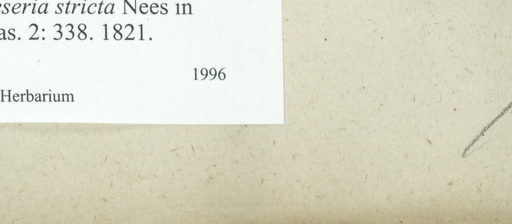 eseria stricta Nees in
as. 2: 338. 1821.
1996
Herbarium